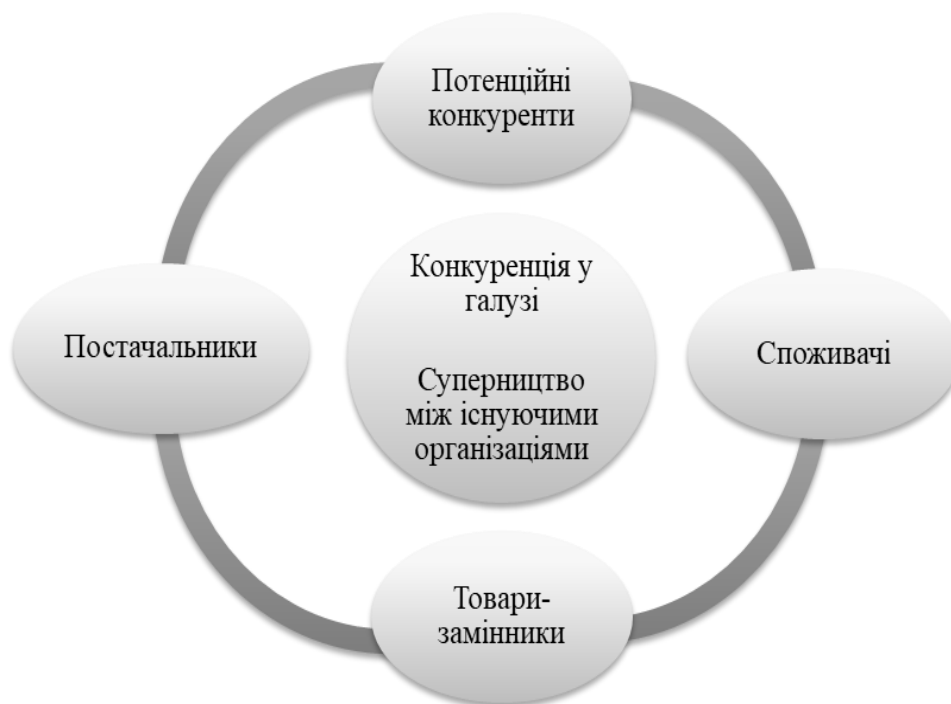 Потенційні
конкуренти
Конкуренція у
галузі
Суперництво
між існуючими
організаціями
Постачальники
Споживачі
Товари-
замінники